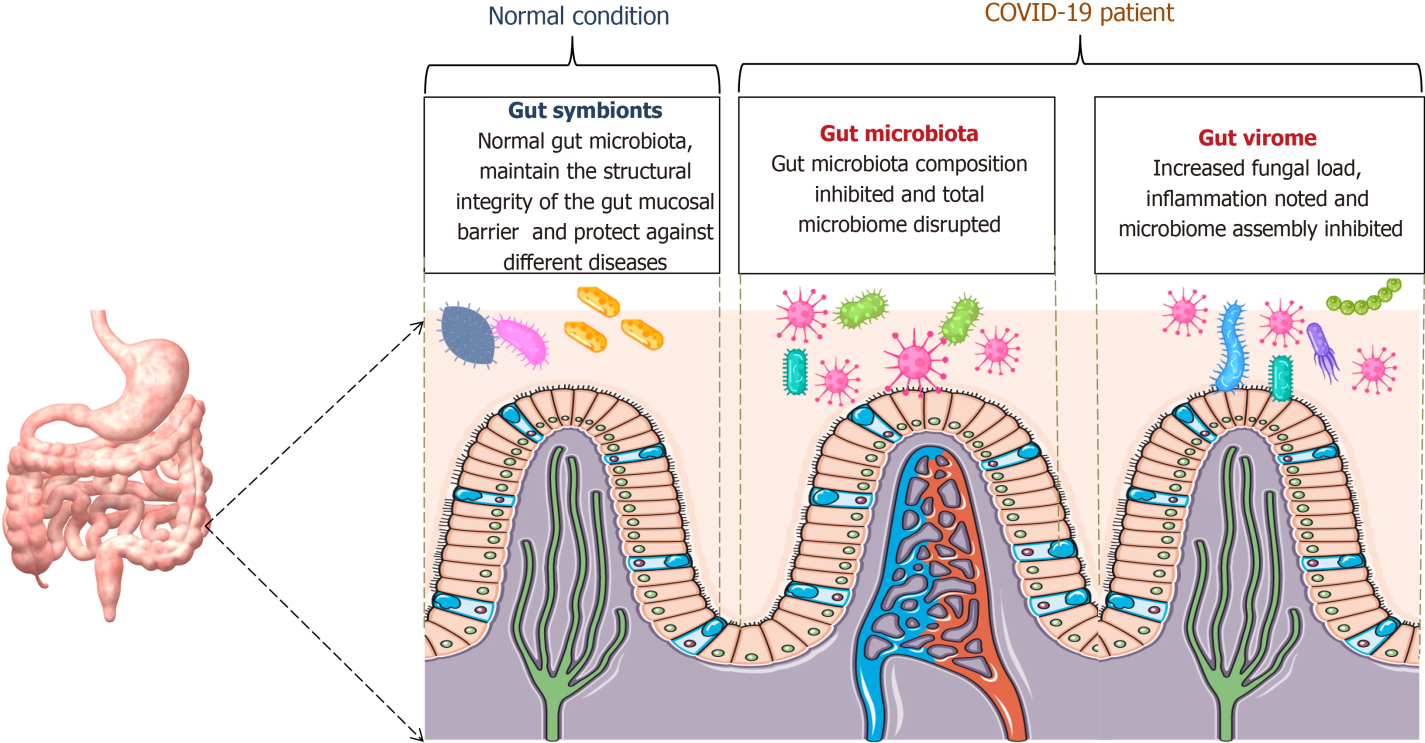 Normal condition
COVID-19 patient
Gut symbionts
Normal gut microbiota,
maintain the structural
integrity of the gut mucosal
barrier and protect against
different diseases
Gut microbiota
Gut microbiota composition
inhibited and total
microbiome disrupted
Gut virome
Increased fungal load,
inflammation noted and
microbiome assembly inhibited